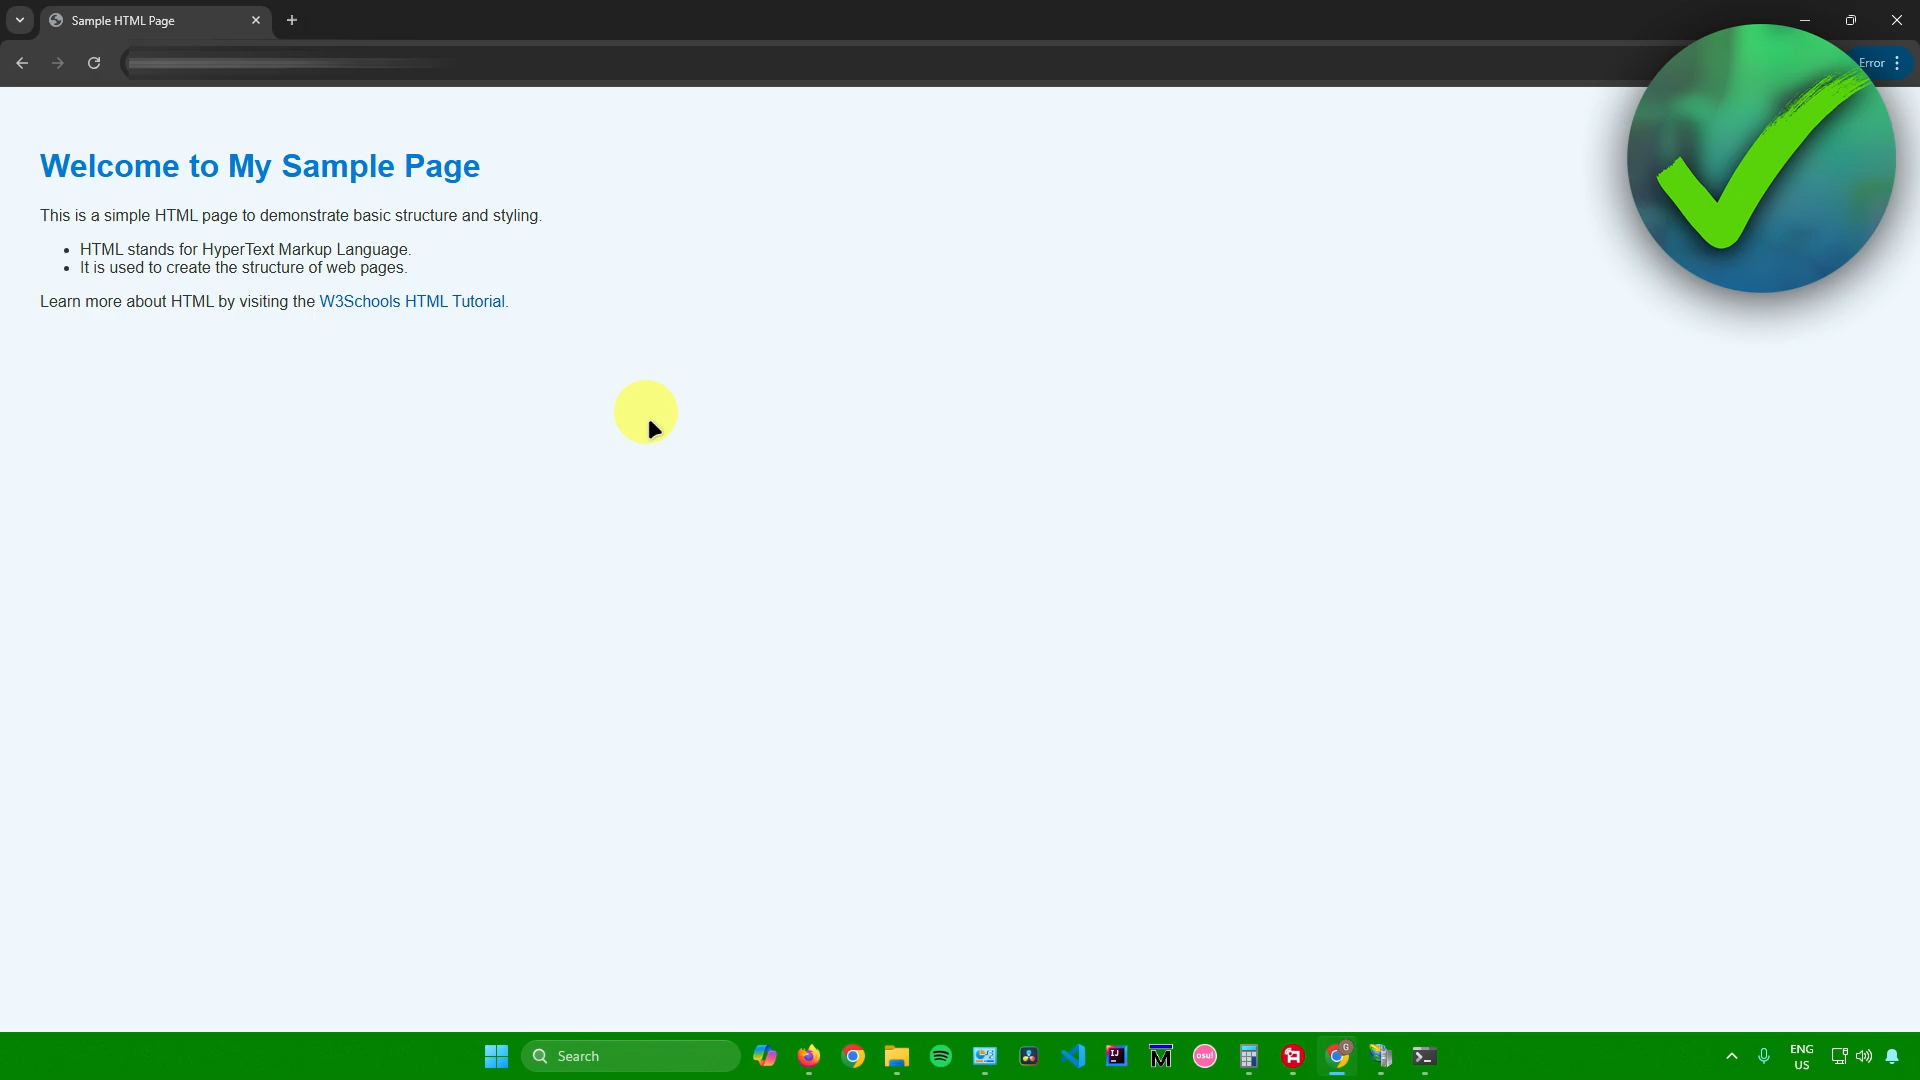 Sample HTML Page
Error
Welcome to My Sample Page
This is a simple HTML page to demonstrate basic structure and styling.
HTML stands for HyperText Markup Language.
It is used to create the structure of web pages.
Learn more about HTML by visiting the W3Schools HTML Tutorial.
Search
IJ
M
osu!
G
ENG
US